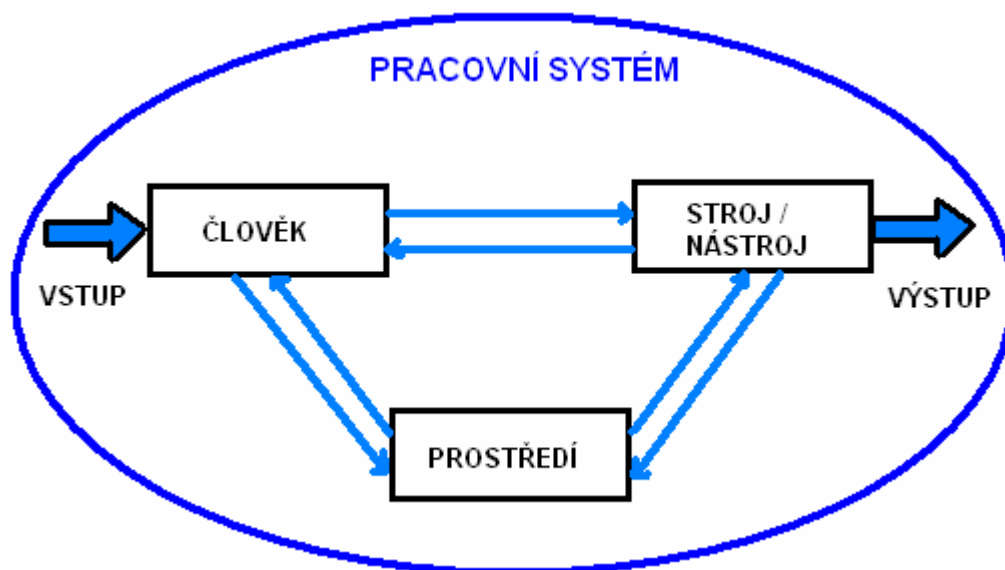 PRACOVNÍ SYSTÉM
ČLOVĚK
STROJ /
NÁSTROJ
VSTUP
VÝSTUP
PROSTŘEDÍ